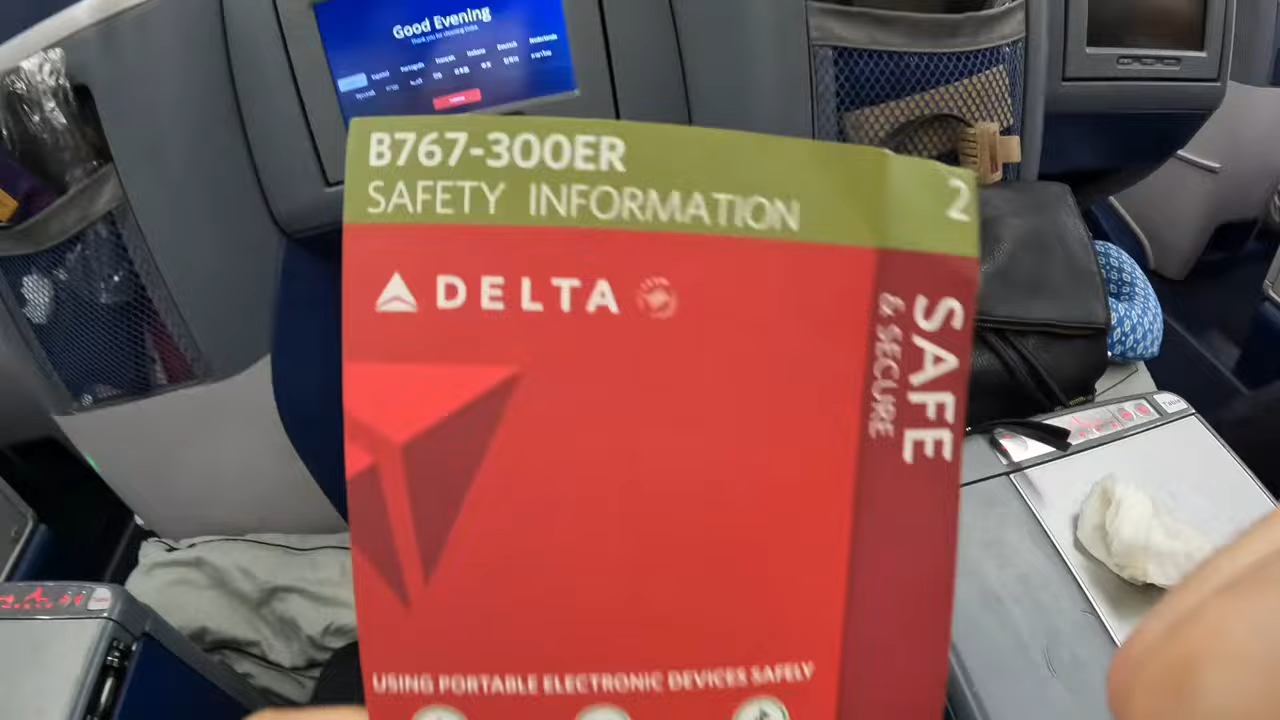 Good Evening
B767-300ER
SAFETY INFORMATION
2
DELTA
SAFE
& SECURE
USING PORTABLE ELECTRONIC DEVICES SAFELY